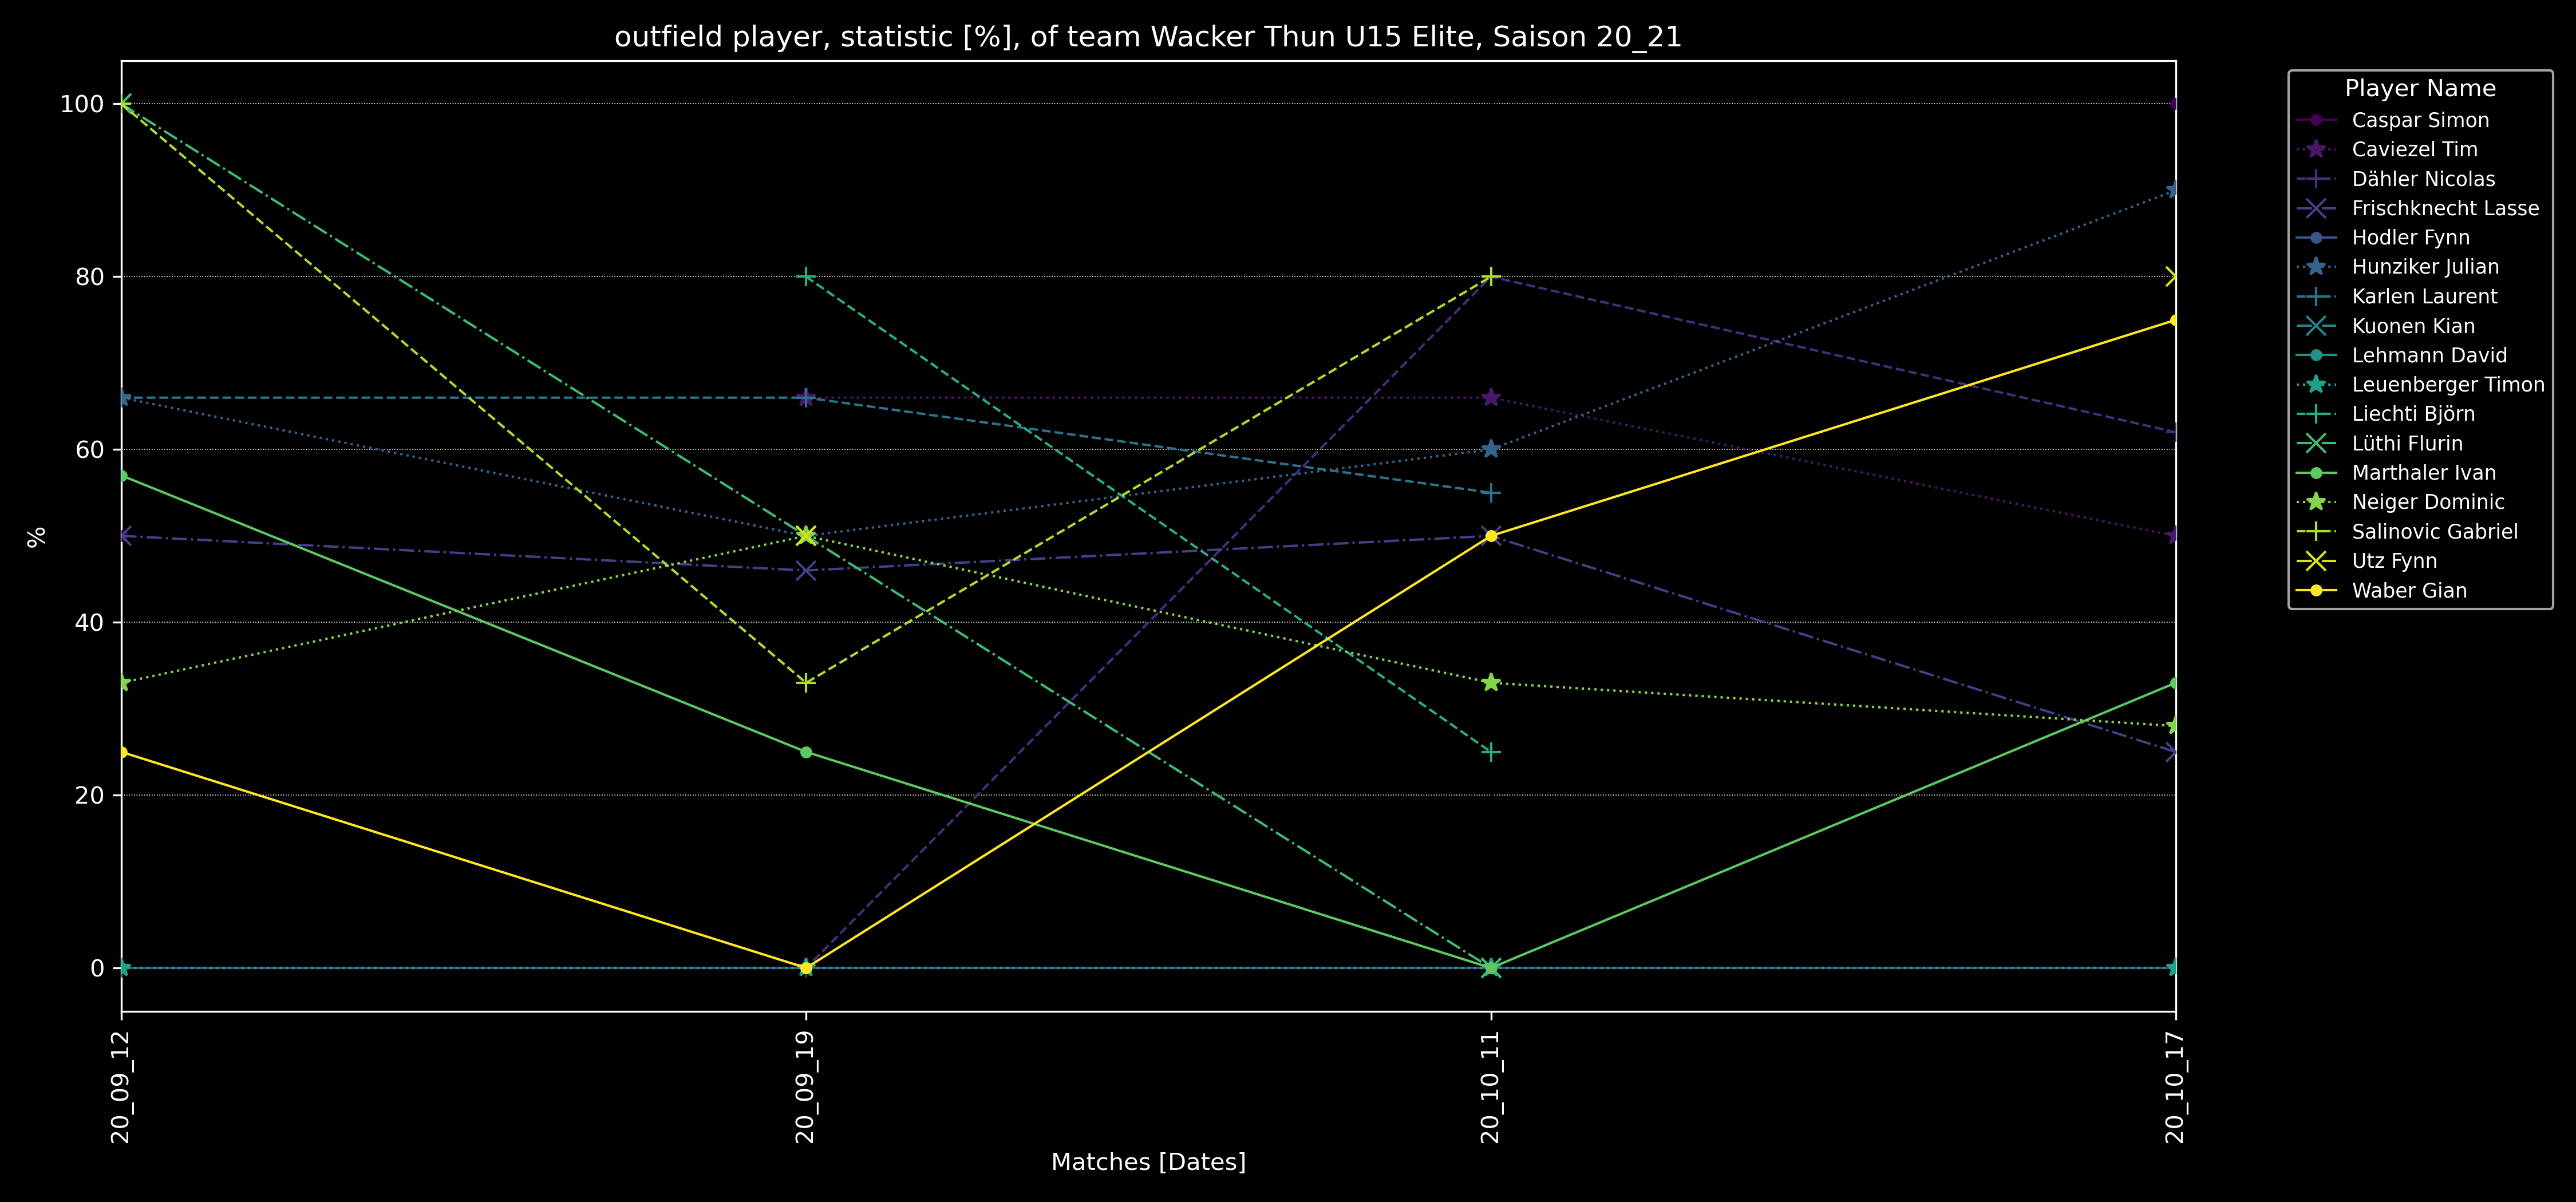 outfield player, statistic [%], of team Wacker Thun U15 Elite, Saison 20_21
%
100
80
60
40
20
0
20_09_12
20_09_19
20_10_11
20_10_17
Matches [Dates]
Player Name
Caspar Simon
Caviezel Tim
Dähler Nicolas
Frischknecht Lasse
Hodler Fynn
Hunziker Julian
Karlen Laurent
Kuonen Kian
Lehmann David
Leuenberger Timon
Liechti Björn
Lüthi Flurin
Marthaler Ivan
Neiger Dominic
Salinovic Gabriel
Utz Fynn
Waber Gian